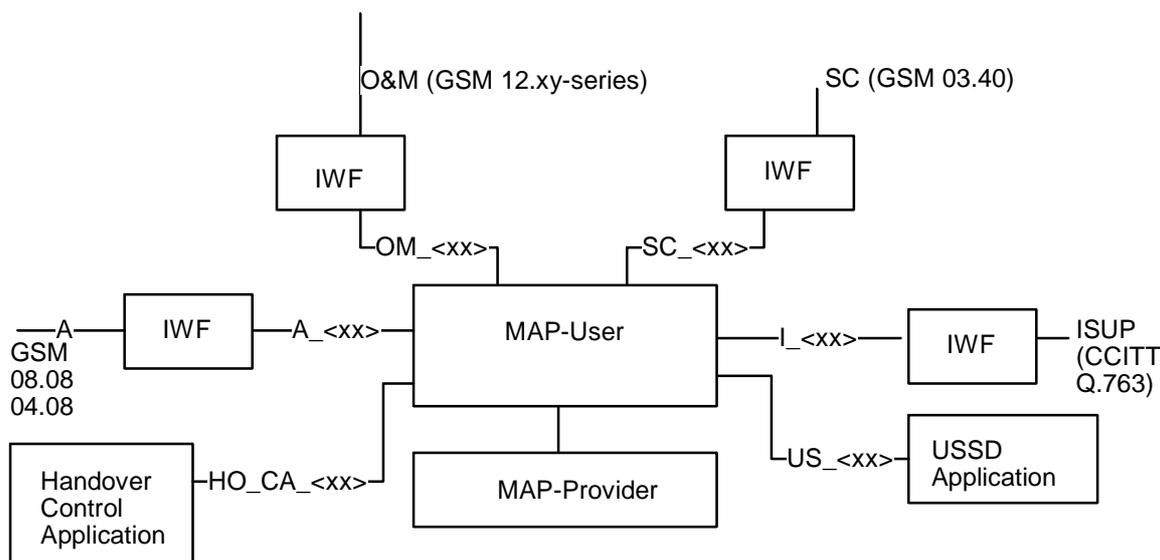 O&M (GSM 12.xy-series)
SC (GSM 03.40)
IWF
IWF
OM_<xx>
SC_<xx>
A
GSM
08.08
04.08
IWF
A_<xx>
MAP-User
I_<xx>
IWF
ISUP
(CCITT
Q.763)
Handover
Control
Application
HO_CA_<xx>
MAP-Provider
US_<xx>
USSD
Application